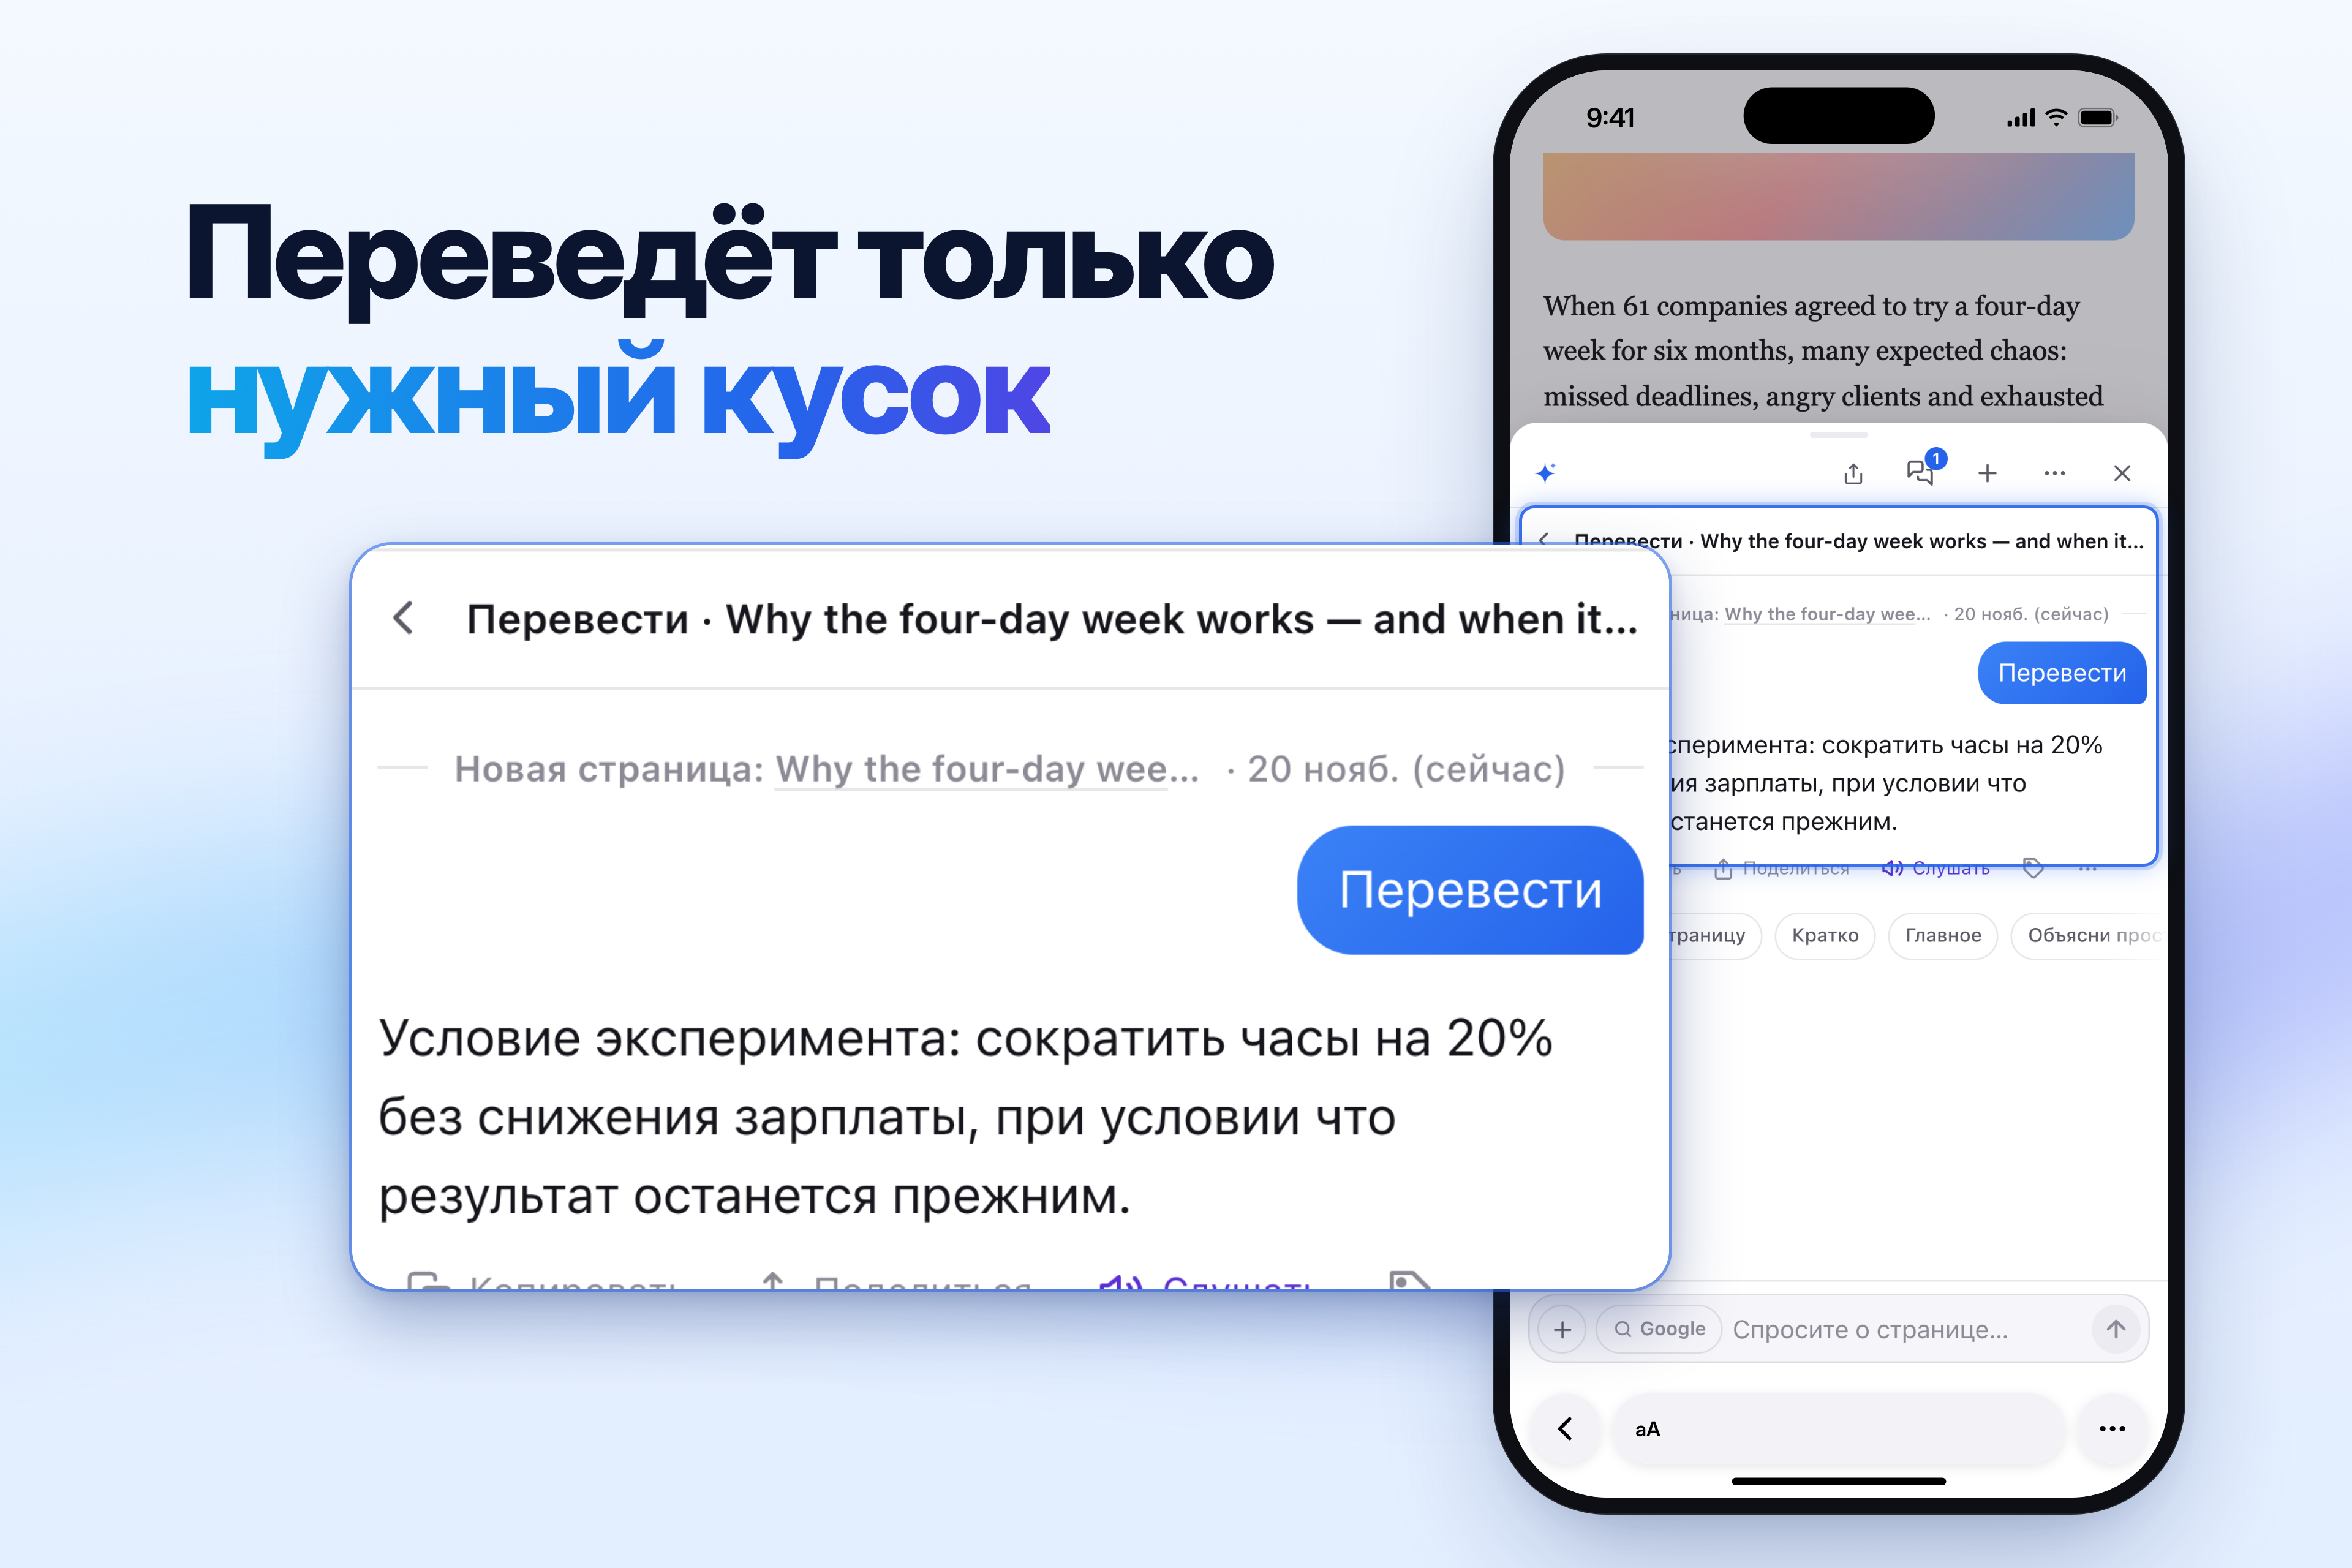 Переведёт только
нужный кусок
Перевести · Why the four-day week works — and when it...
Новая страница: Why the four-day wee... · 20 нояб. (сейчас)
Перевести
Условие эксперимента: сократить часы на 20%
без снижения зарплаты, при условии что
результат останется прежним.
Копировать Поделиться Слушать
9:41
When 61 companies agreed to try a four-day
week for six months, many expected chaos:
missed deadlines, angry clients and exhausted
1
Перевести · Why the four-day week works — and when it...
Why the four-day wee... · 20 нояб. (сейчас)
Перевести
сперимента: сократить часы на 20%
ия зарплаты, при условии что
станется прежним.
Поделиться Слушать
траницу Кратко Главное Объясни прос
Google Спросите о странице...
aA